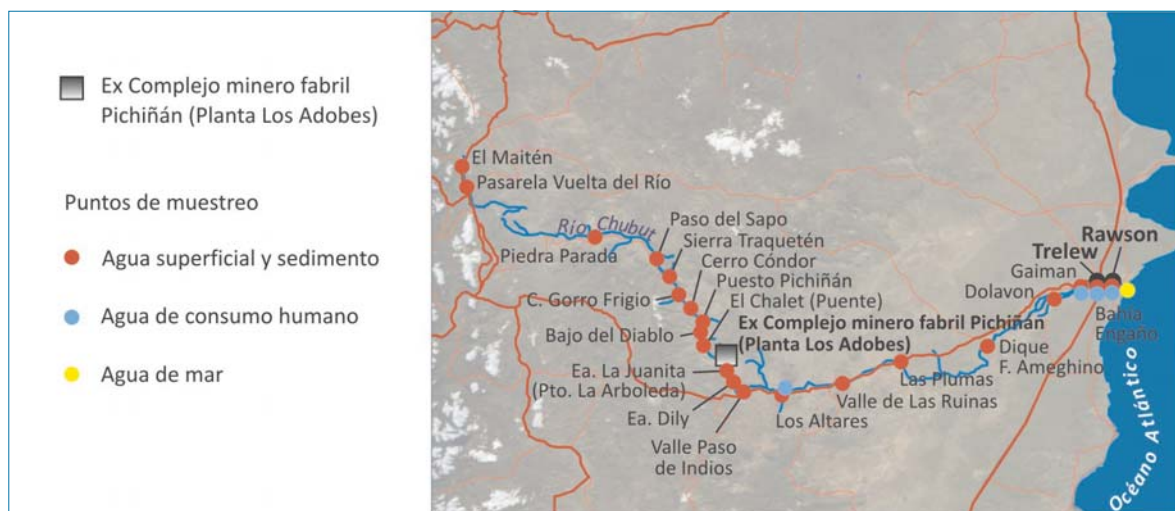 Ex Complejo minero fabril
Pichiñán (Planta Los Adobes)
Puntos de muestreo
Agua superficial y sedimento
Agua de consumo humano
Agua de mar
El Maitén
Pasarela Vuelta del Río
Río Chubut
Piedra Parada
Paso del Sapo
Sierra Traquetén
Cerro Cóndor
C. Gorro Frigio
Puesto Pichiñán
El Chalet (Puente)
Bajo del Diablo
Ex Complejo minero fabril Pichiñán
(Planta Los Adobes)
Ea. La Juanita
(Pto. La Arboleda)
Ea. Dily
Valle Paso
de Indios
Los Altares
Valle de Las Ruinas
Las Plumas
Dique
F. Ameghino
Dolavon
Gaiman
Trelew
Rawson
Bahía
Engaño
Océano Atlántico